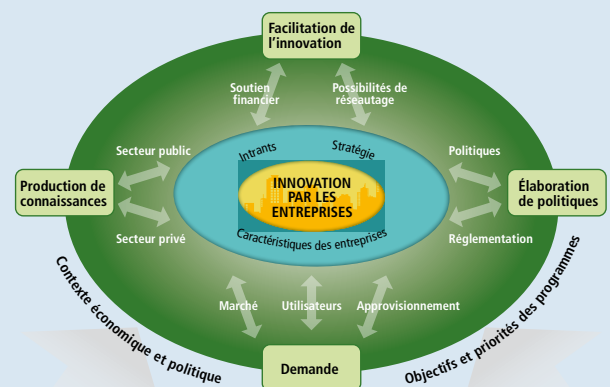 Facilitation de
l'innovation
Soutien
financier
Possibilités de
réseautage
Secteur public
Intrants
Stratégie
Politiques
Production de
connaissances
INNOVATION
PAR LES
ENTREPRISES
Élaboration
de politiques
Secteur privé
Caractéristiques des entreprises
Réglementation
Marché
Utilisateurs
Approvisionnement
Contexte économique et politique
Demande
Objectifs et priorités des programmes